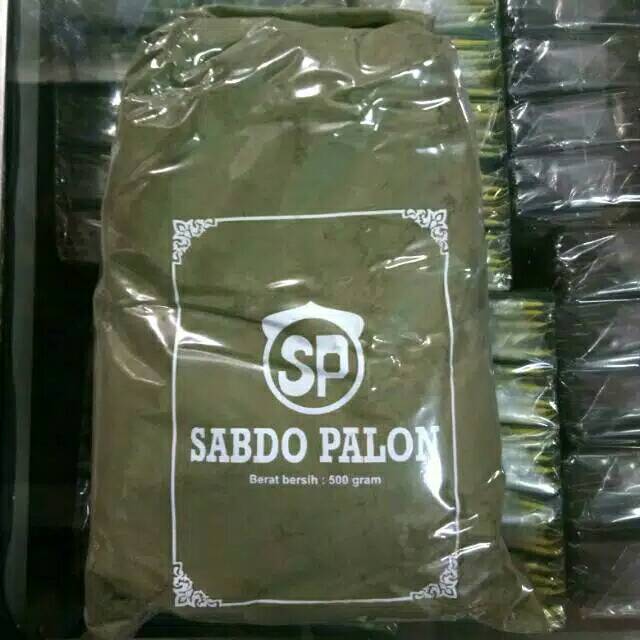 SP
SABDO PALON
Berat bersih : 500 gram